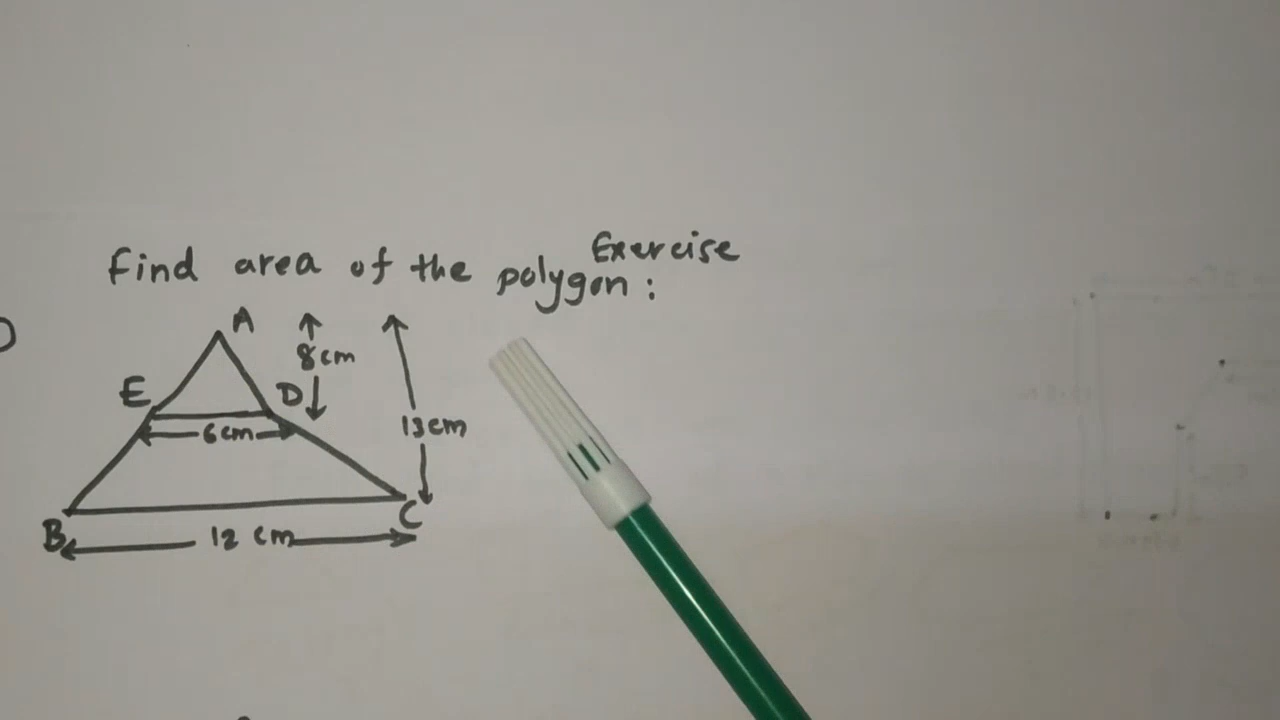 Exercise
Find area of the polygon:
A
8cm
E
D
6cm
13cm
B
C
12 cm